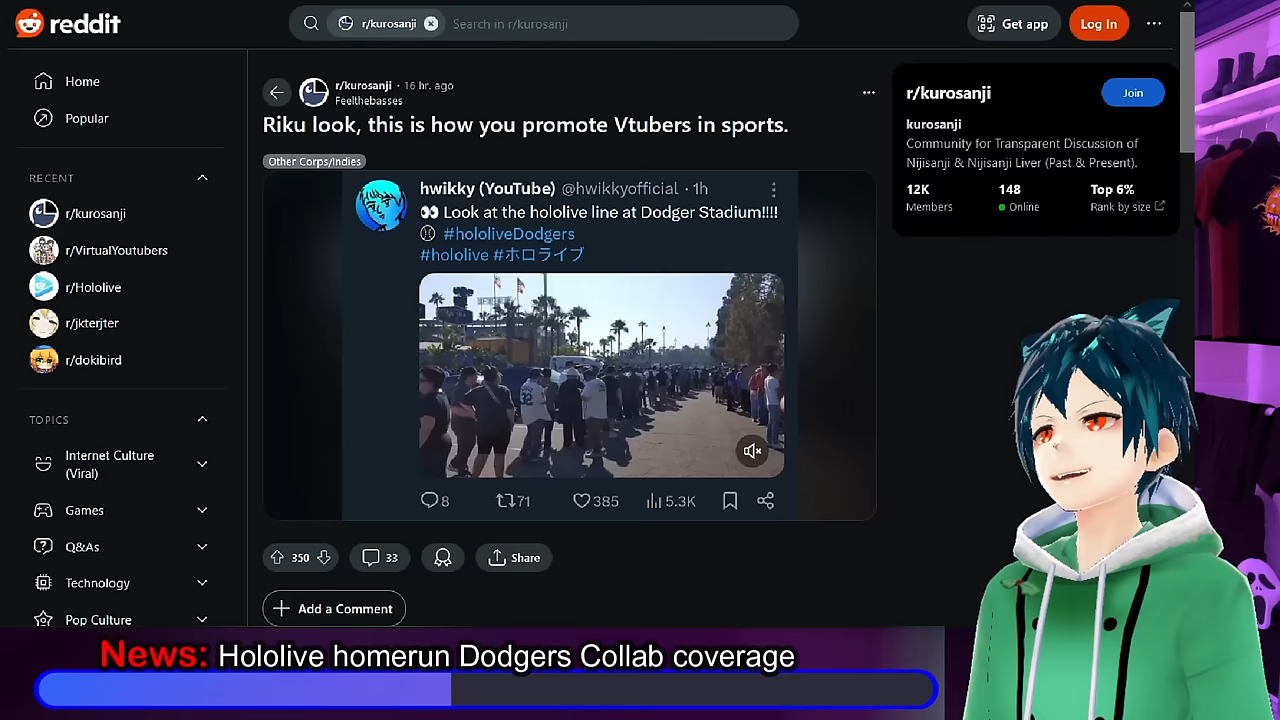 reddit
r/kurosanji
Search in r/kurosanji
Get app
Log In
Home
Popular
RECENT
r/kurosanji
r/VirtualYoutubers
r/Hololive
r/jkterjter
r/dokibird
TOPICS
Internet Culture
(Viral)
Games
Q&As
Technology
Pop Culture
r/kurosanji · 16 hr. ago
Feelthebasses
Riku look, this is how you promote Vtubers in sports.
Other Corps/Indies
hwikky (YouTube) @hwikkyofficial · 1h
👀 Look at the hololive line at Dodger Stadium!!!!
⚾ #hololiveDodgers
#hololive #ホロライブ
32
8
71
385
5.3K
350
33
Share
Add a Comment
r/kurosanji
Join
kurosanji
Community for Transparent Discussion of
Nijisanji & Nijisanji Liver (Past & Present).
12K
148
Top 6%
Members
Online
Rank by size
News: Hololive homerun Dodgers Collab coverage